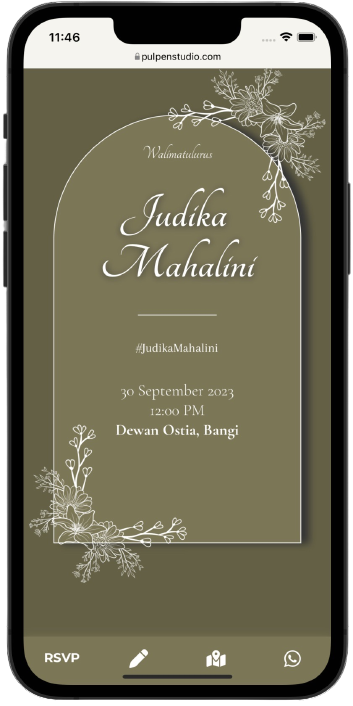 11:46
pulpenstudio.com
Walimatulurus
Judika
Mahalini
#JudikaMahalini
30 September 2023
12:00 PM
Dewan Ostia, Bangi
RSVP